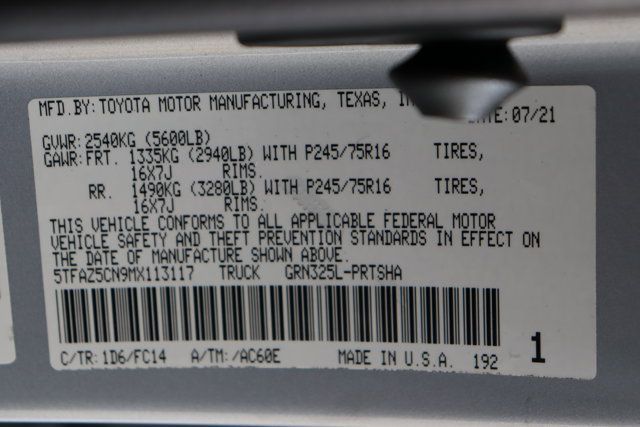 MFD.BY:TOYOTA MOTOR MANUFACTURING, TEXAS, DATE:07/21
GVWR:2540KG (5600LB)
GAWR:FRT. 1335KG (2940LB) WITH P245/75R16 TIRES,
16X7J RIMS.
RR. 1490KG (3280LB) WITH P245/75R16 TIRES,
16X7J RIMS.
THIS VEHICLE CONFORMS TO ALL APPLICABLE FEDERAL MOTOR
VEHICLE SAFETY AND THEFT PREVENTION STANDARDS IN EFFECT ON
THE DATE OF MANUFACTURE SHOWN ABOVE.
5TFAZ5CN9MX113117 TRUCK GRN325L-PRTSHA
C/TR:1D6/FC14 A/TM:/AC60E MADE IN U.S.A. 192 1